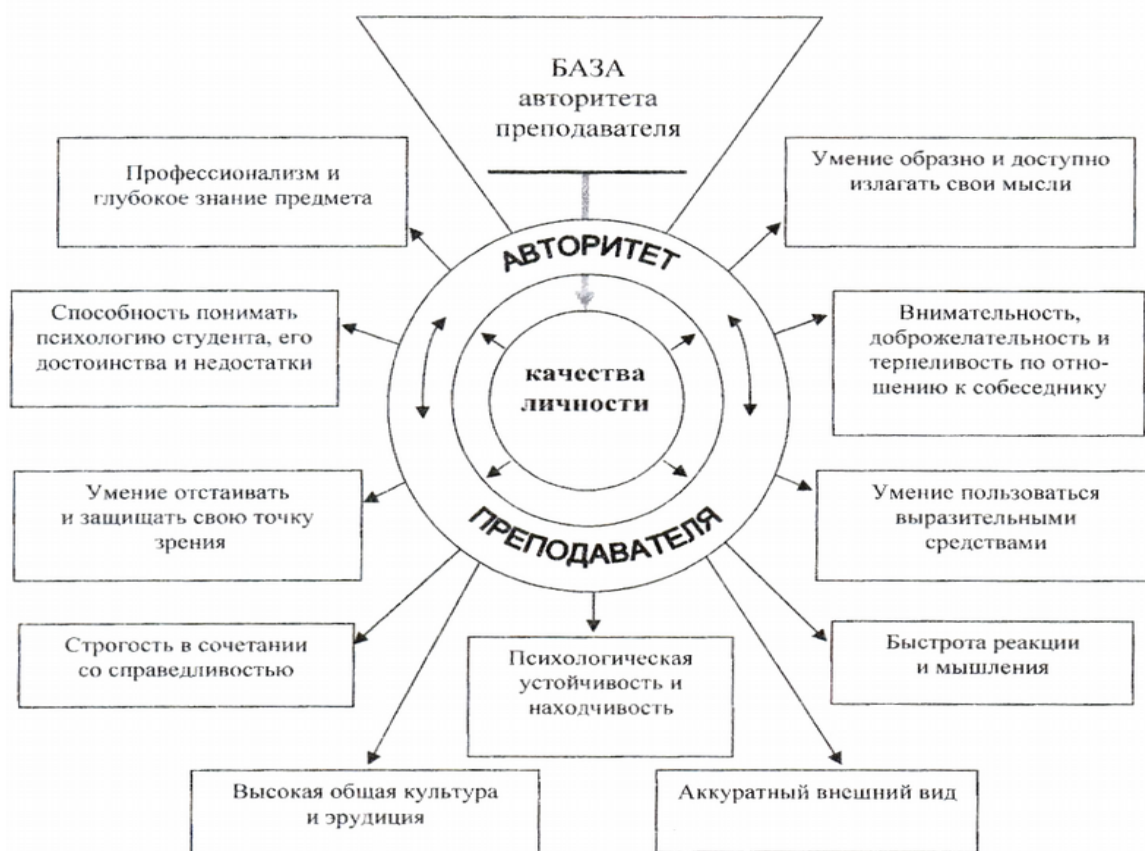 БАЗА
авторитета
преподавателя
Профессионализм и
глубокое знание предмета
Умение образно и доступно
излагать свои мысли
АВТОРИТЕТ
Способность понимать
психологию студента, его
достоинства и недостатки
качества
личности
Внимательность,
доброжелательность и
терпеливость по отно-
шению к собеседнику
Умение отстаивать
и защищать свою точку
зрения
ПРЕПОДАВАТЕЛЯ
Умение пользоваться
выразительными
средствами
Строгость в сочетании
со справедливостью
Психологическая
устойчивость и
находчивость
Быстрота реакции
и мышления
Высокая общая культура
и эрудиция
Аккуратный внешний вид